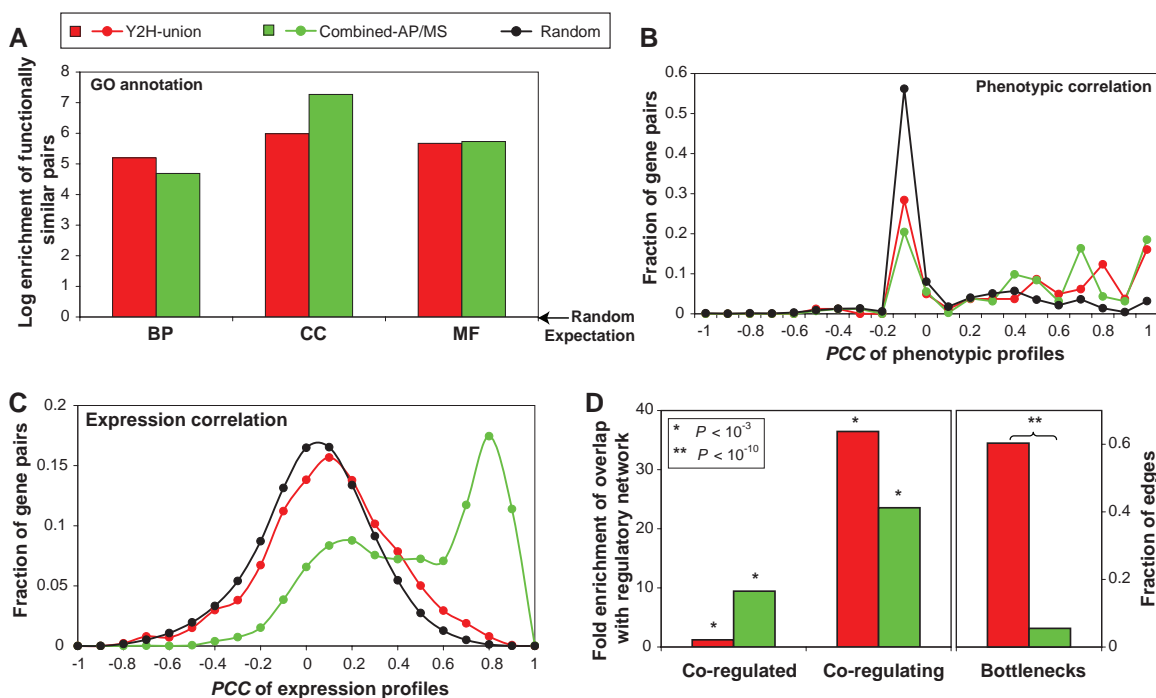 Y2H-union Combined-AP/MS Random
A
GO annotation
Log enrichment of functionally
similar pairs
8
7
6
5
4
3
2
1
0
BP CC MF
Random
Expectation
B
Phenotypic correlation
Fraction of gene pairs
0.6
0.5
0.4
0.3
0.2
0.1
0
-1 -0.8 -0.6 -0.4 -0.2 0 0.2 0.4 0.6 0.8 1
PCC of phenotypic profiles
C
Expression correlation
Fraction of gene pairs
0.2
0.15
0.1
0.05
0
-1 -0.8 -0.6 -0.4 -0.2 0 0.2 0.4 0.6 0.8 1
PCC of expression profiles
D
Fold enrichment of overlap
with regulatory network
40
30
20
10
0
* P < 10-3
** P < 10-10
* * * * **
0.6
0.4
0.2
0
Fraction of edges
Co-regulated Co-regulating Bottlenecks